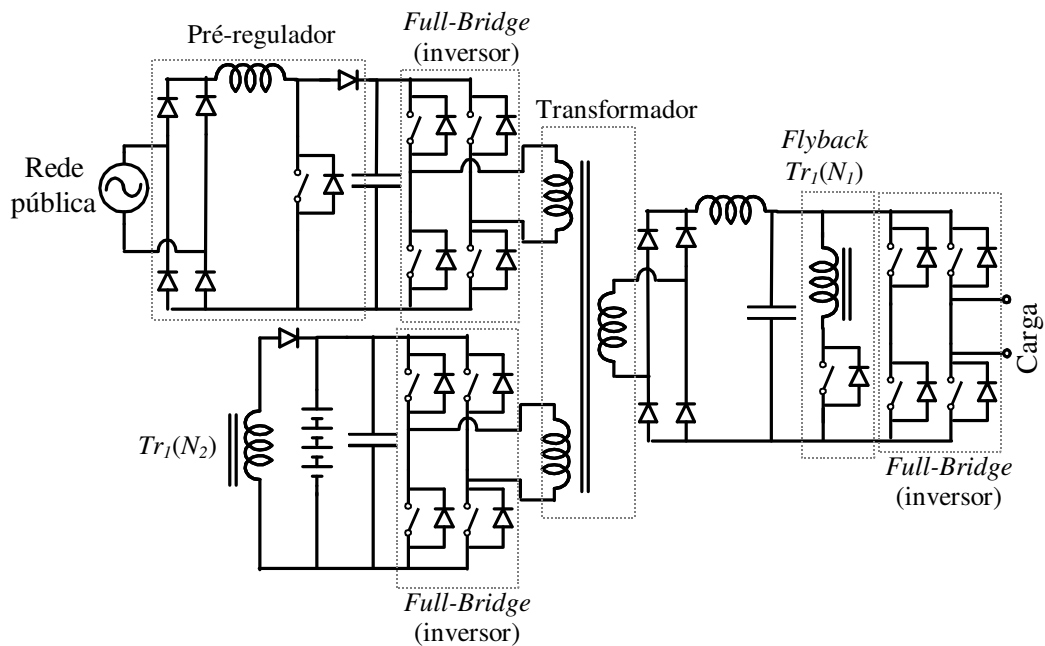 Full-Bridge
(inversor)
Pré-regulador
Transformador
Rede
pública
Flyback
Tr1(N1)
Carga
Tr1(N2)
Full-Bridge
(inversor)
Full-Bridge
(inversor)